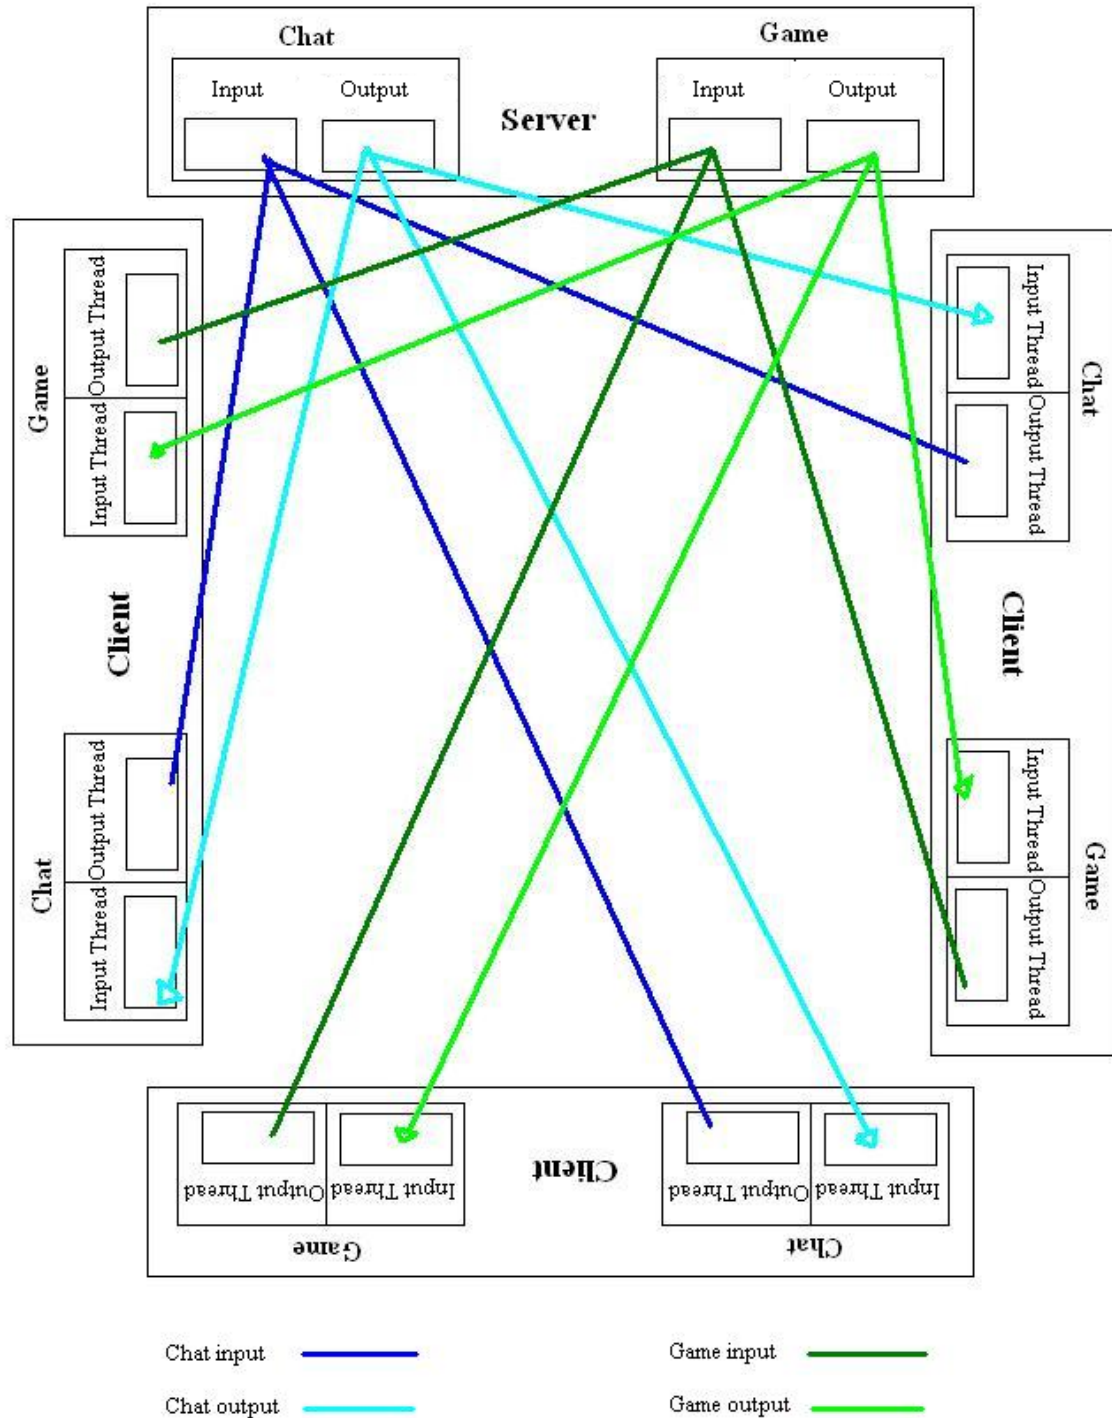 Chat
Game
Input
Output
Server
Input
Output
Game
Output Thread
Input Thread
Client
Chat
Output Thread
Input Thread
Input Thread
Output Thread
Chat
Client
Input Thread
Output Thread
Game
Output Thread
Input Thread
Game
Client
Output Thread
Input Thread
Chat
Chat input
Game input
Chat output
Game output